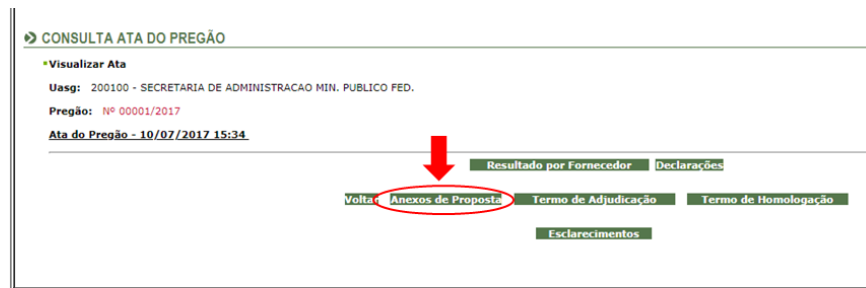 CONSULTA ATA DO PREGÃO
Visualizar Ata
Uasg: 200100 - SECRETARIA DE ADMINISTRACAO MIN. PUBLICO FED.
Pregão: Nº 00001/2017
Ata do Pregão - 10/07/2017 15:34
Resultado por Fornecedor Declarações
Voltar Anexos de Proposta Termo de Adjudicação Termo de Homologação
Esclarecimentos